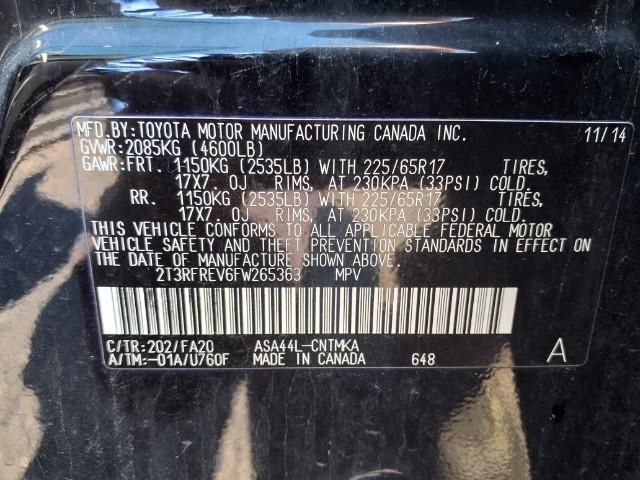 MFD.BY:TOYOTA MOTOR MANUFACTURING CANADA INC. 11/14
GVWR:2085KG (4600LB)
GAWR:FRT. 1150KG (2535LB) WITH 225/65R17 TIRES,
17X7. 0J RIMS, AT 230KPA (33PSI) COLD.
RR. 1150KG (2535LB) WITH 225/65R17 TIRES,
17X7. 0J RIMS, AT 230KPA (33PSI) COLD.
THIS VEHICLE CONFORMS TO ALL APPLICABLE FEDERAL MOTOR
VEHICLE SAFETY AND THEFT PREVENTION STANDARDS IN EFFECT ON
THE DATE OF MANUFACTURE SHOWN ABOVE.
2T3RFREV6FW265363 MPV
C/TR:202/FA20 ASA44L-CNTMKA
A/TM:-01A/U760F MADE IN CANADA 648 A